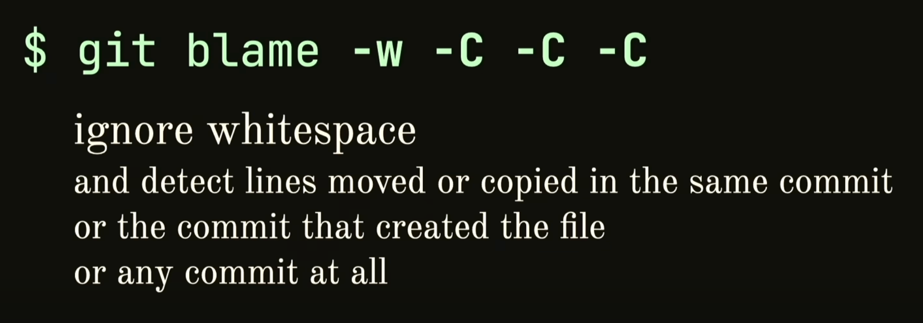 $ git blame -w -C -C -C
ignore whitespace
and detect lines moved or copied in the same commit
or the commit that created the file
or any commit at all